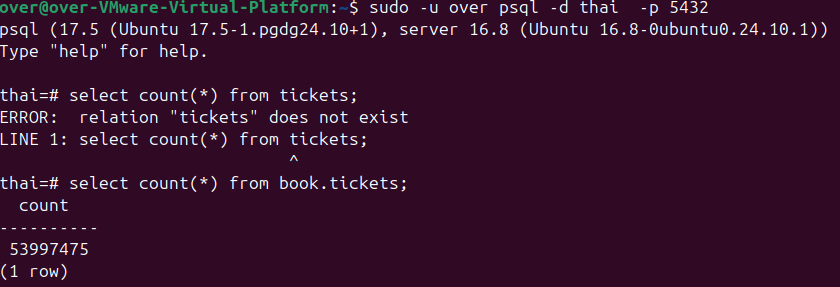 over@over-VMware-Virtual-Platform:~$ sudo -u over psql -d thai  -p 5432
psql (17.5 (Ubuntu 17.5-1.pgdg24.10+1), server 16.8 (Ubuntu 16.8-0ubuntu0.24.10.1))
Type "help" for help.

thai=# select count(*) from tickets;
ERROR:  relation "tickets" does not exist
LINE 1: select count(*) from tickets;
                             ^
thai=# select count(*) from book.tickets;
  count
----------
 53997475
(1 row)